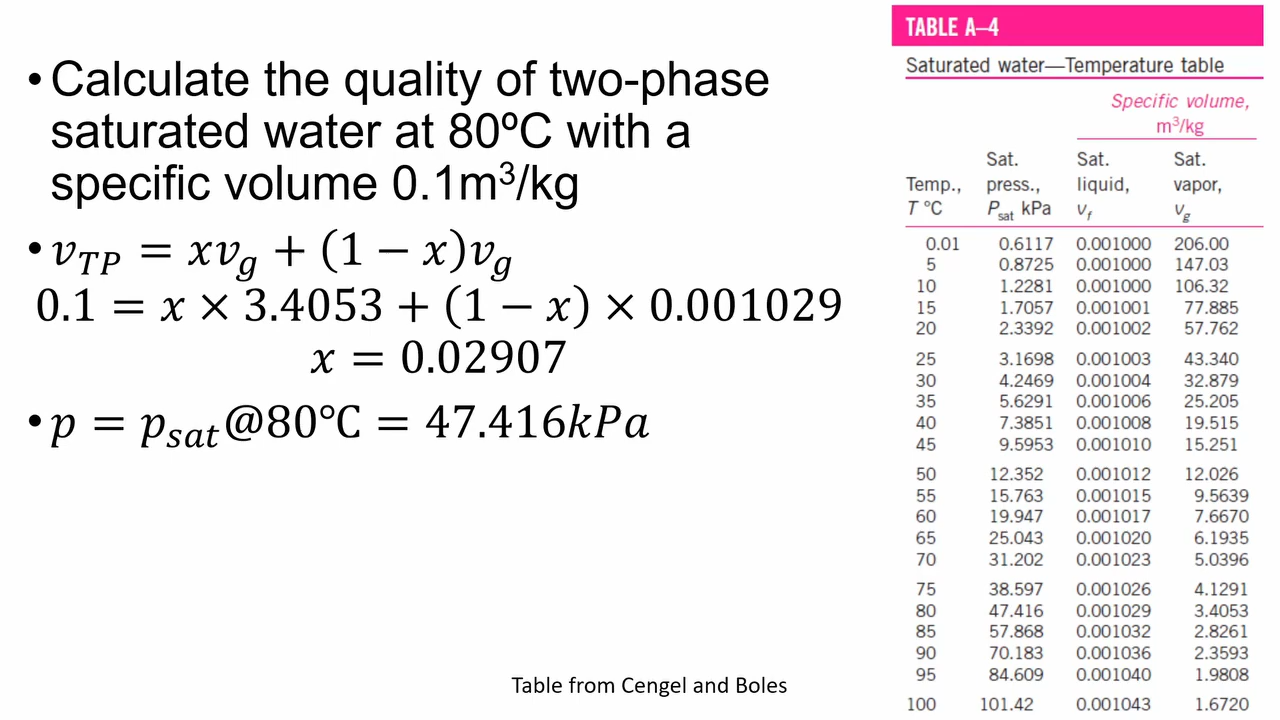 • Calculate the quality of two-phase
saturated water at 80ºC with a
specific volume 0.1m³/kg
• v_TP = xv_g + (1 − x)v_g
0.1 = x × 3.4053 + (1 − x) × 0.001029
x = 0.02907
• p = p_sat@80℃ = 47.416kPa
Table from Cengel and Boles
TABLE A–4
Saturated water—Temperature table
Specific volume,
m³/kg
Sat. Sat. Sat.
Temp., press., liquid, vapor,
T °C P_sat kPa v_f v_g
0.01 0.6117 0.001000 206.00
5 0.8725 0.001000 147.03
10 1.2281 0.001000 106.32
15 1.7057 0.001001 77.885
20 2.3392 0.001002 57.762
25 3.1698 0.001003 43.340
30 4.2469 0.001004 32.879
35 5.6291 0.001006 25.205
40 7.3851 0.001008 19.515
45 9.5953 0.001010 15.251
50 12.352 0.001012 12.026
55 15.763 0.001015 9.5639
60 19.947 0.001017 7.6670
65 25.043 0.001020 6.1935
70 31.202 0.001023 5.0396
75 38.597 0.001026 4.1291
80 47.416 0.001029 3.4053
85 57.868 0.001032 2.8261
90 70.183 0.001036 2.3593
95 84.609 0.001040 1.9808
100 101.42 0.001043 1.6720